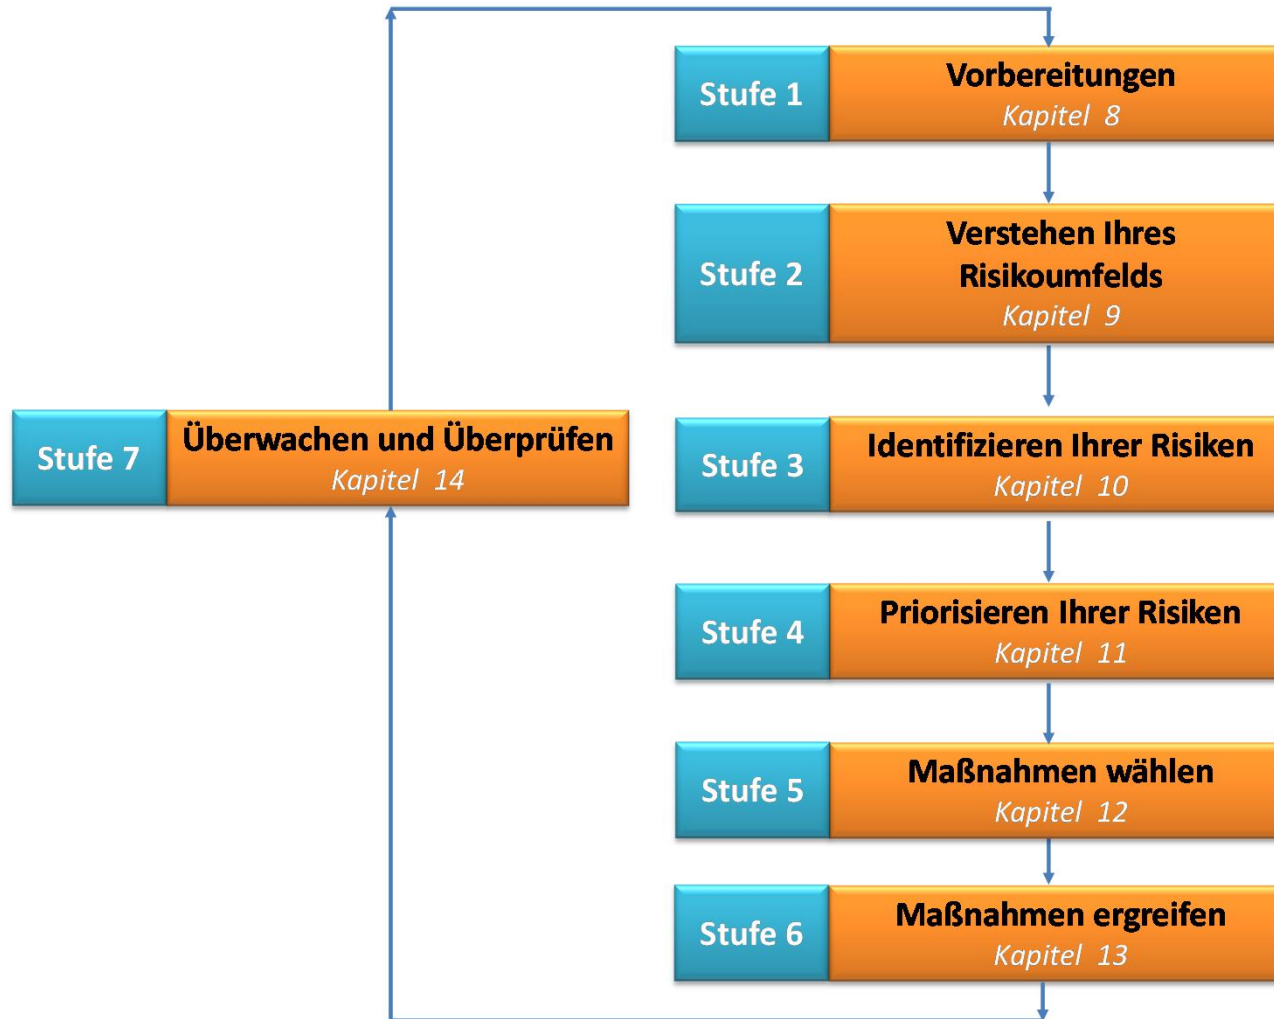 Stufe 1
Vorbereitungen
Kapitel 8
Stufe 2
Verstehen Ihres
Risikoumfelds
Kapitel 9
Stufe 3
Identifizieren Ihrer Risiken
Kapitel 10
Stufe 4
Priorisieren Ihrer Risiken
Kapitel 11
Stufe 5
Maßnahmen wählen
Kapitel 12
Stufe 6
Maßnahmen ergreifen
Kapitel 13
Stufe 7
Überwachen und Überprüfen
Kapitel 14